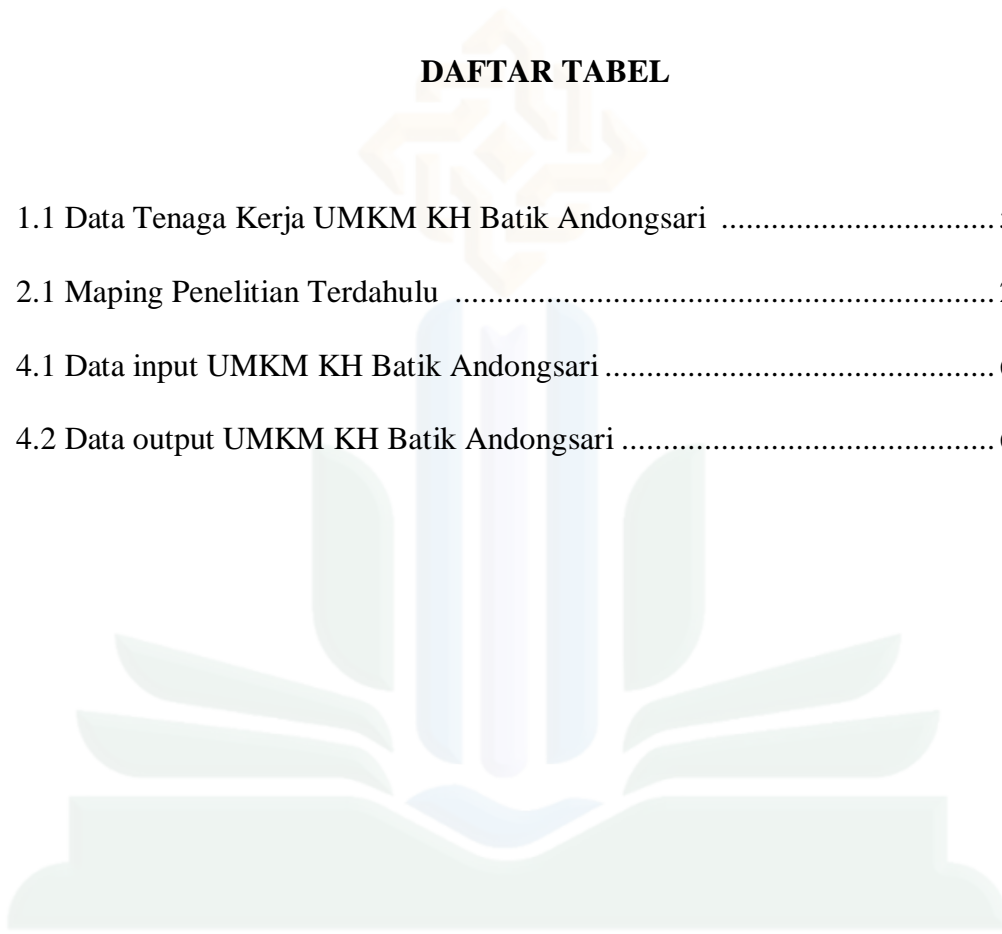 DAFTAR TABEL
1.1 Data Tenaga Kerja UMKM KH Batik Andongsari .................................
2.1 Maping Penelitian Terdahulu .................................................................
4.1 Data input UMKM KH Batik Andongsari ...............................................
4.2 Data output UMKM KH Batik Andongsari .............................................